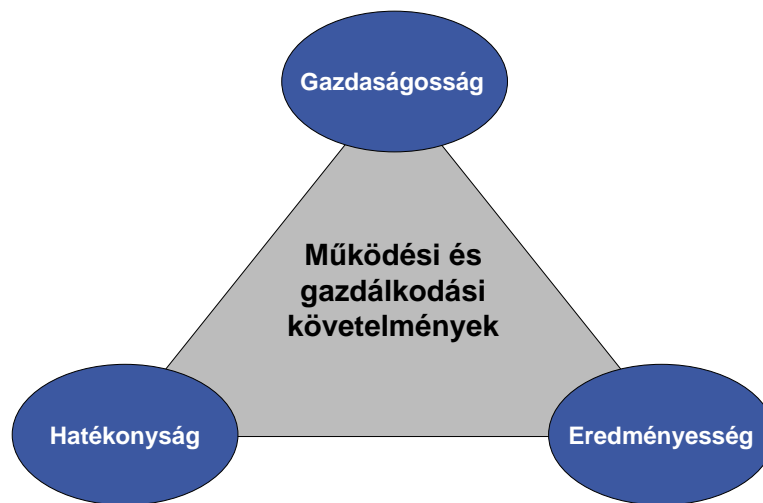 Gazdaságosság
Működési és
gazdálkodási
követelmények
Hatékonyság
Eredményesség